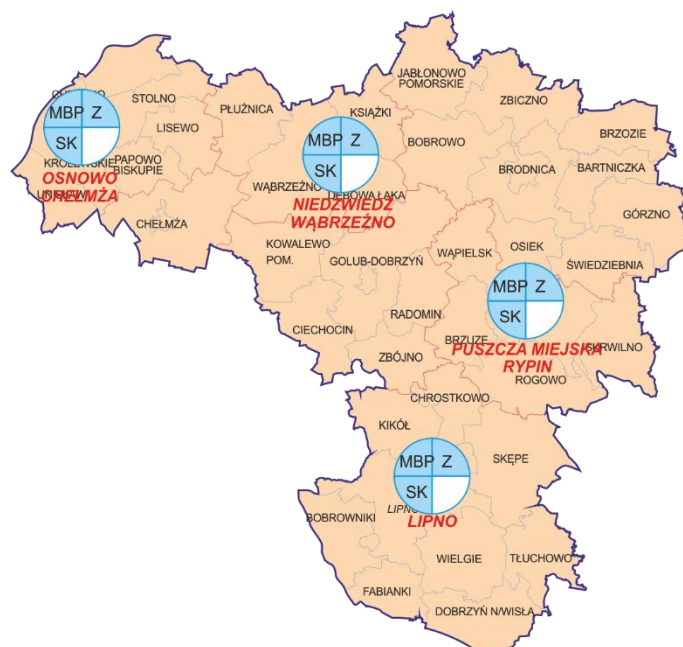 JABŁONOWO
POMORSKIE
ZBICZNO
STOLNO
PŁUŻNICA
KSIĄŻKI
MBP Z
SK
LISEWO
MBP Z
SK
BOBROWO
BRZOZIE
BRODNICA
BARTNICZKA
PAPOWO
BISKUPIE
OSNOWO
CHEŁMŻA
WĄBRZEŹNO
DĘBOWA ŁĄKA
NIEDZWIEDZ
WĄBRZEŹNO
GÓRZNO
CHEŁMŻA
KOWALEWO
POM.
GOLUB-DOBRZYŃ
WĄPIELSK
OSIEK
ŚWIEDZIEBNIA
MBP Z
SK
RADOMIN
CIECHOCIN
BRZUZE
SKRWILNO
PUSZCZA MIEJSKA
RYPIN
ZBÓJNO
ROGOWO
CHROSTKOWO
KIKÓŁ
SKĘPE
MBP Z
SK
LIPNO
LIPNO
BOBROWNIKI
WIELGIE
TŁUCHOWO
FABIANKI
DOBRZYŃ N/WISŁĄ